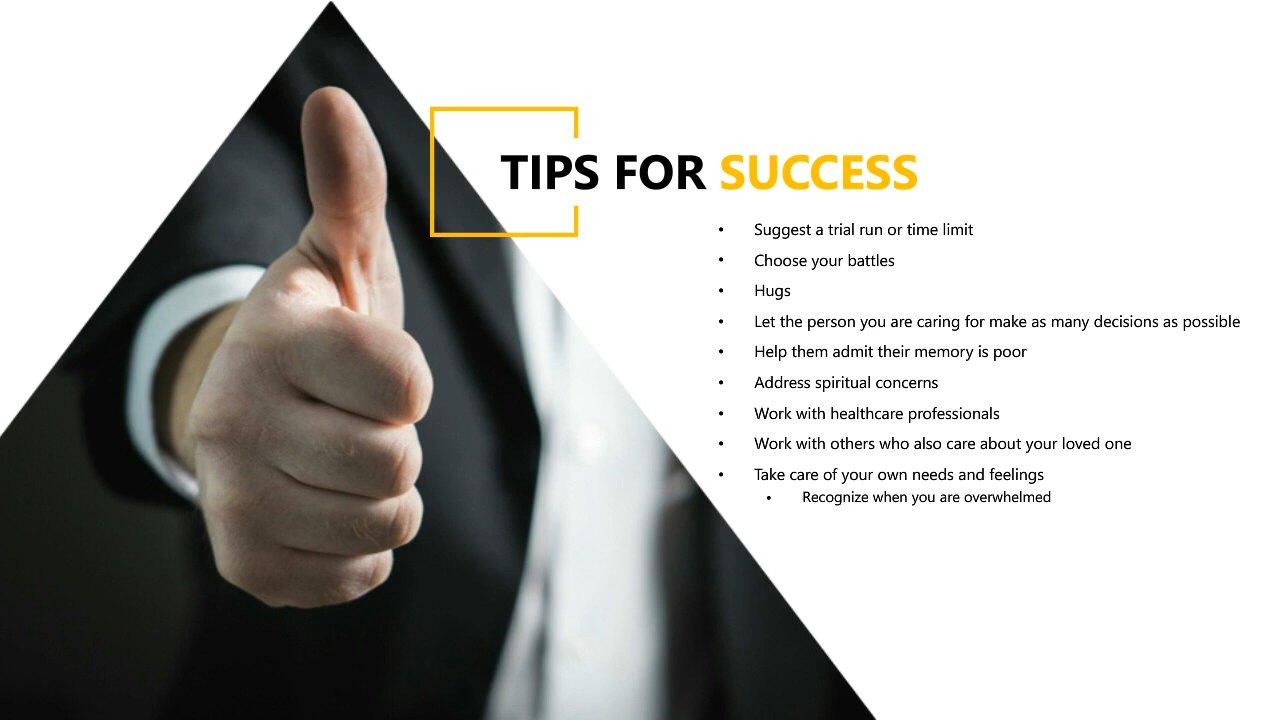 TIPS FOR SUCCESS
• Suggest a trial run or time limit
• Choose your battles
• Hugs
• Let the person you are caring for make as many decisions as possible
• Help them admit their memory is poor
• Address spiritual concerns
• Work with healthcare professionals
• Work with others who also care about your loved one
• Take care of your own needs and feelings
• Recognize when you are overwhelmed